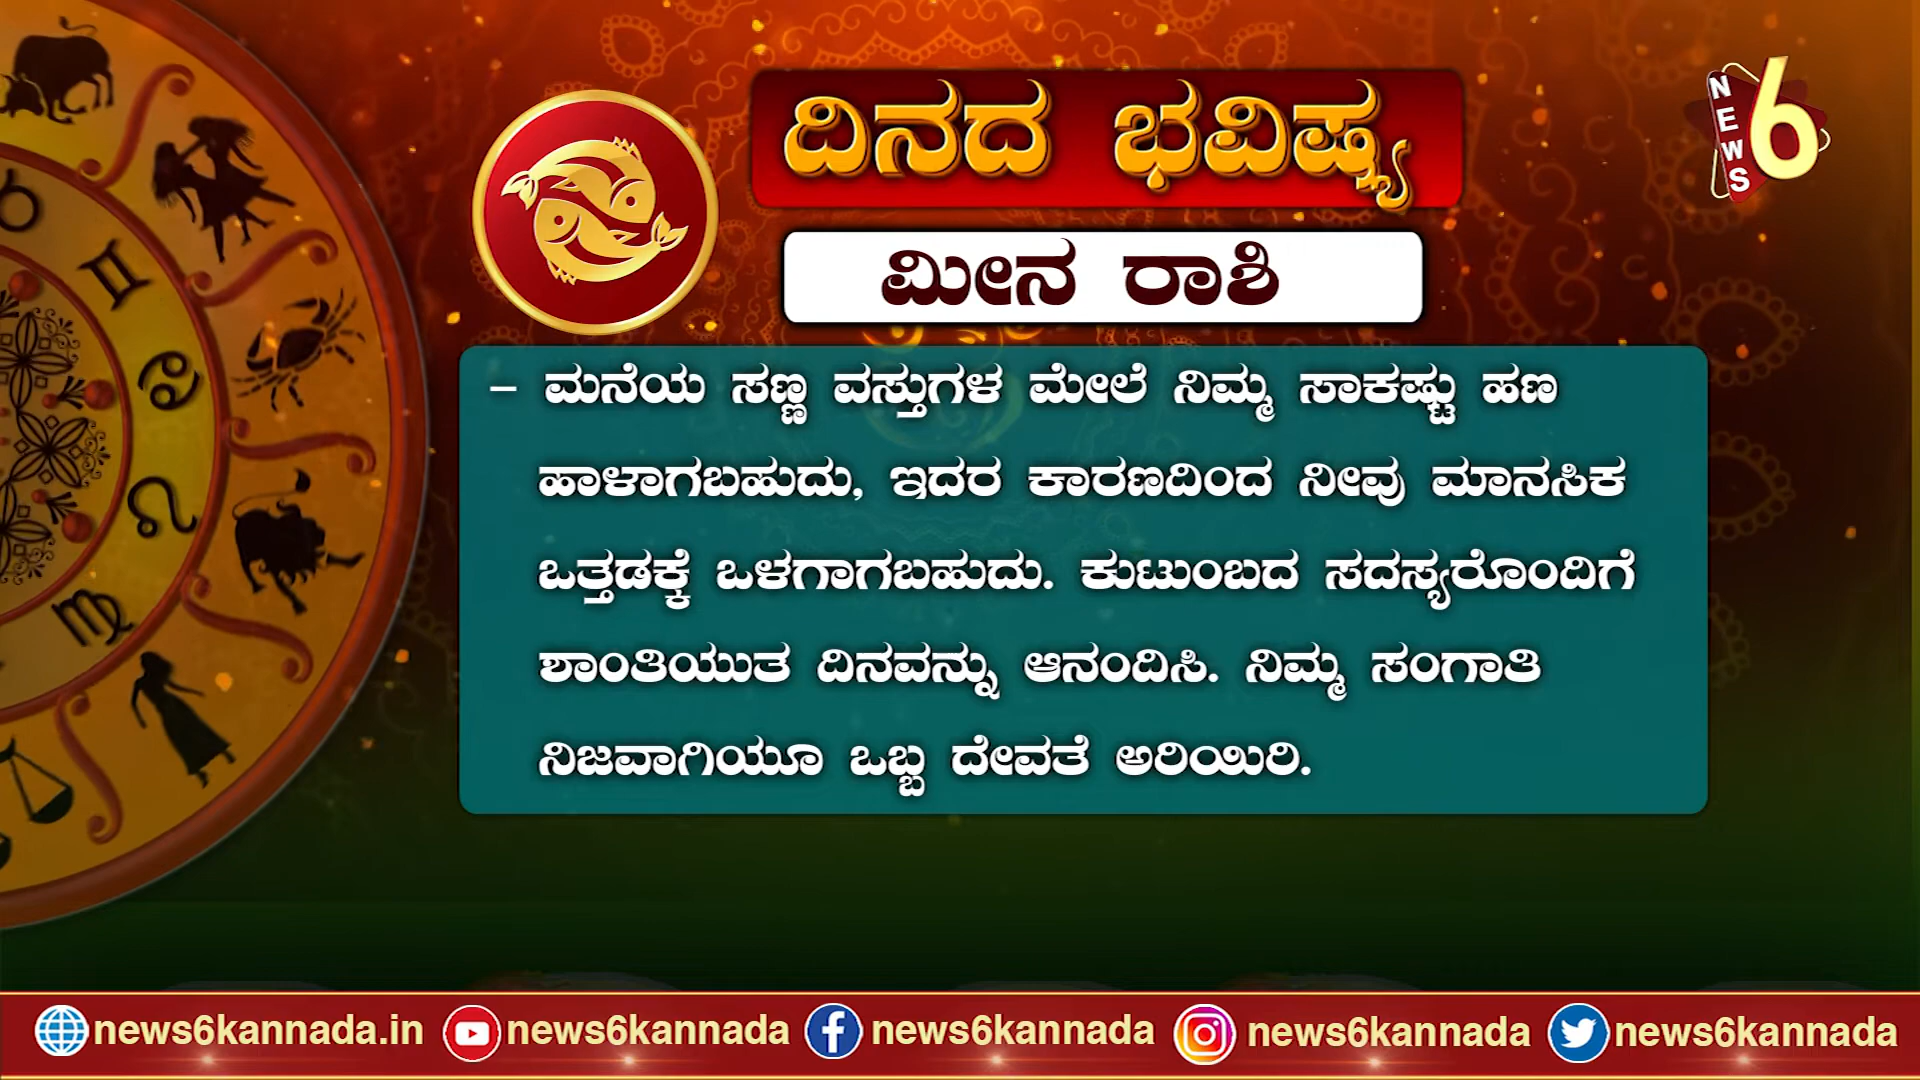 ದಿನದ ಭವಿಷ್ಯ
NEWS 6
ಮೀನ ರಾಶಿ
– ಮನೆಯ ಸಣ್ಣ ವಸ್ತುಗಳ ಮೇಲೆ ನಿಮ್ಮ ಸಾಕಷ್ಟು ಹಣ
ಹಾಳಾಗಬಹುದು, ಇದರ ಕಾರಣದಿಂದ ನೀವು ಮಾನಸಿಕ
ಒತ್ತಡಕ್ಕೆ ಒಳಗಾಗಬಹುದು. ಕುಟುಂಬದ ಸದಸ್ಯರೊಂದಿಗೆ
ಶಾಂತಿಯುತ ದಿನವನ್ನು ಆನಂದಿಸಿ. ನಿಮ್ಮ ಸಂಗಾತಿ
ನಿಜವಾಗಿಯೂ ಒಬ್ಬ ದೇವತೆ ಅರಿಯಿರಿ.
news6kannada.in news6kannada news6kannada news6kannada news6kannada